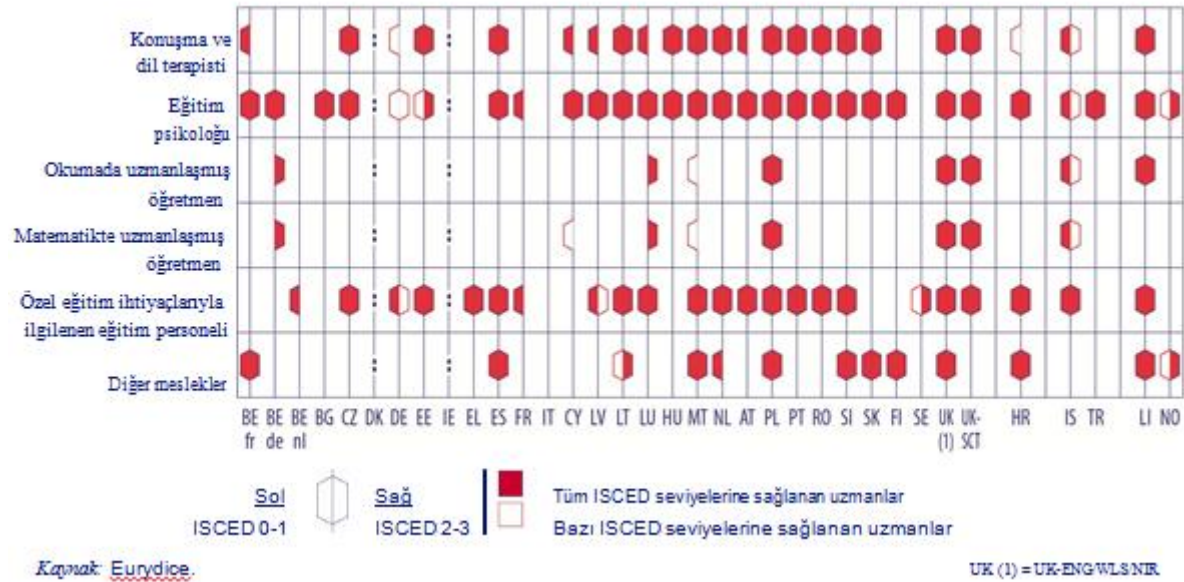 Konuşma ve
dil terapisti
Eğitim
psikoloğu
Okumada uzmanlaşmış
öğretmen
Matematikte uzmanlaşmış
öğretmen
Özel eğitim ihtiyaçlarıyla
ilgilenen eğitim personeli
Diğer meslekler
BE BE BE BG CZ DK DE EE IE EL ES FR IT CY LV LT LU HU MT NL AT PL PT RO SI SK FI SE UK UK- HR IS TR LI NO
fr de nl (1) SCT
Sol Sağ Tüm ISCED seviyelerine sağlanan uzmanlar
ISCED 0-1 ISCED 2-3 Bazı ISCED seviyelerine sağlanan uzmanlar
Kaynak: Eurydice. UK (1) = UK-ENG/WLS/NIR